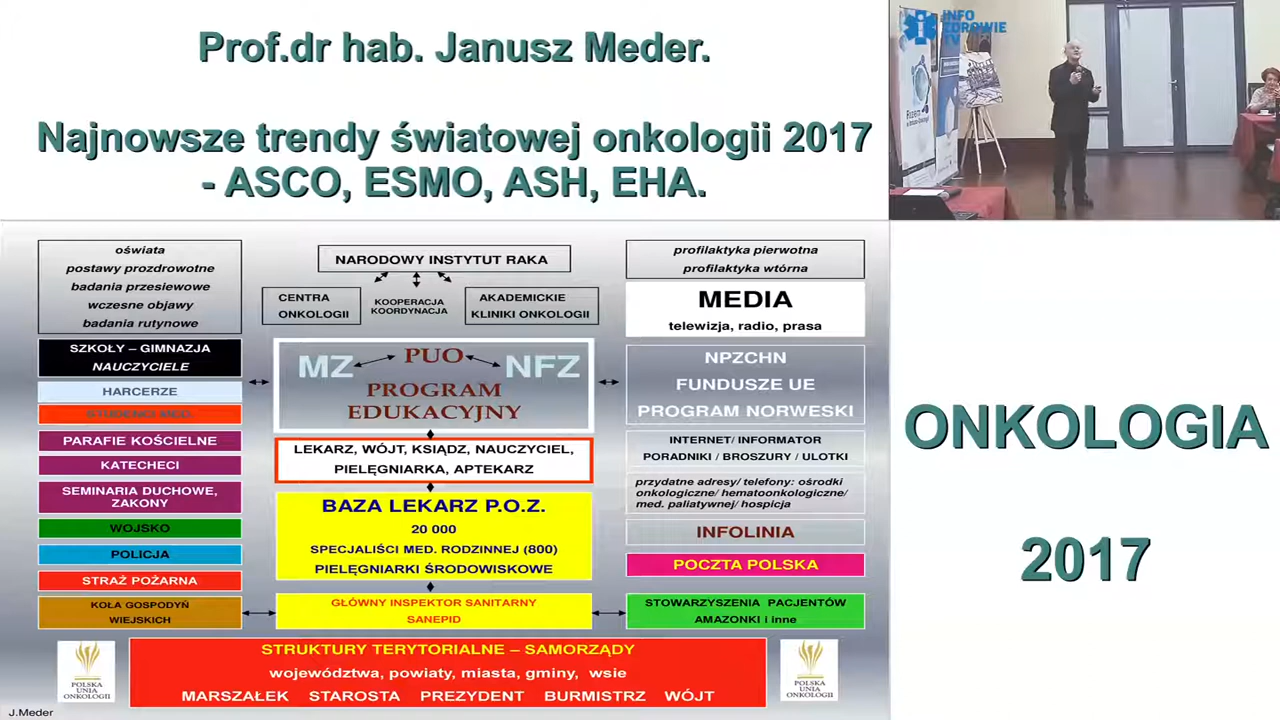 Prof.dr hab. Janusz Meder.
Najnowsze trendy światowej onkologii 2017
- ASCO, ESMO, ASH, EHA.
INFO
ZDROWIE
TV
oświata
postawy prozdrowotne
badania przesiewowe
wczesne objawy
badania rutynowe
SZKOŁY – GIMNAZJA
NAUCZYCIELE
HARCERZE
STUDENCI MED.
PARAFIE KOŚCIELNE
KATECHECI
SEMINARIA DUCHOWE,
ZAKONY
WOJSKO
POLICJA
STRAŻ POŻARNA
KOŁA GOSPODYŃ
WIEJSKICH
NARODOWY INSTYTUT RAKA
CENTRA
ONKOLOGII
KOOPERACJA
KOORDYNACJA
AKADEMICKIE
KLINIKI ONKOLOGII
MZ PUO NFZ
PROGRAM
EDUKACYJNY
LEKARZ, WÓJT, KSIĄDZ, NAUCZYCIEL,
PIELĘGNIARKA, APTEKARZ
BAZA LEKARZ P.O.Z.
20 000
SPECJALIŚCI MED. RODZINNEJ (800)
PIELĘGNIARKI ŚRODOWISKOWE
GŁÓWNY INSPEKTOR SANITARNY
SANEPID
profilaktyka pierwotna
profilaktyka wtórna
MEDIA
telewizja, radio, prasa
NPZCHN
FUNDUSZE UE
PROGRAM NORWESKI
INTERNET/ INFORMATOR
PORADNIKI / BROSZURY / ULOTKI
przydatne adresy/ telefony: ośrodki
onkologiczne/ hematoonkologiczne/
med. paliatywnej/ hospicja
INFOLINIA
POCZTA POLSKA
STOWARZYSZENIA PACJENTÓW
AMAZONKI i inne
STRUKTURY TERYTORIALNE – SAMORZĄDY
województwa, powiaty, miasta, gminy, wsie
MARSZAŁEK STAROSTA PREZYDENT BURMISTRZ WÓJT
POLSKA
UNIA
ONKOLOGII
POLSKA
UNIA
ONKOLOGII
J.Meder
ONKOLOGIA
2017